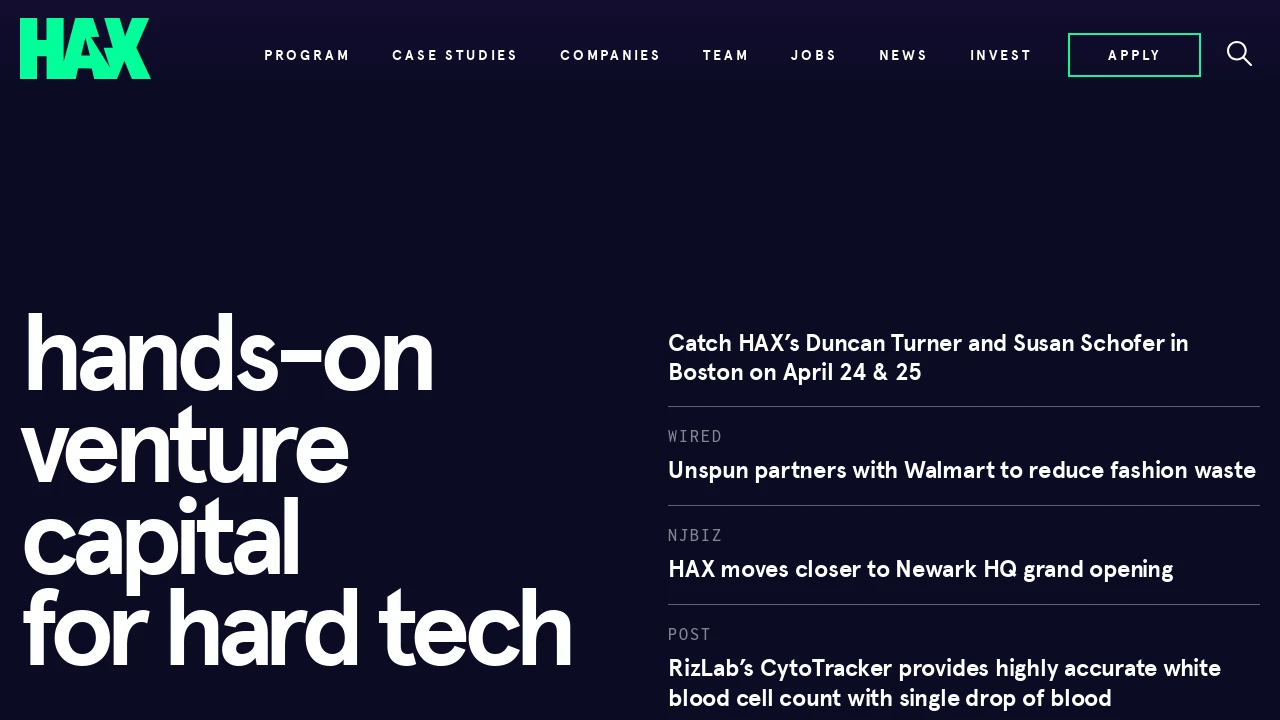 HAX
PROGRAM
CASE STUDIES
COMPANIES
TEAM
JOBS
NEWS
INVEST
APPLY
hands-on
venture
capital
for hard tech
Catch HAX’s Duncan Turner and Susan Schofer in
Boston on April 24 & 25
WIRED
Unspun partners with Walmart to reduce fashion waste
NJBIZ
HAX moves closer to Newark HQ grand opening
POST
RizLab’s CytoTracker provides highly accurate white
blood cell count with single drop of blood